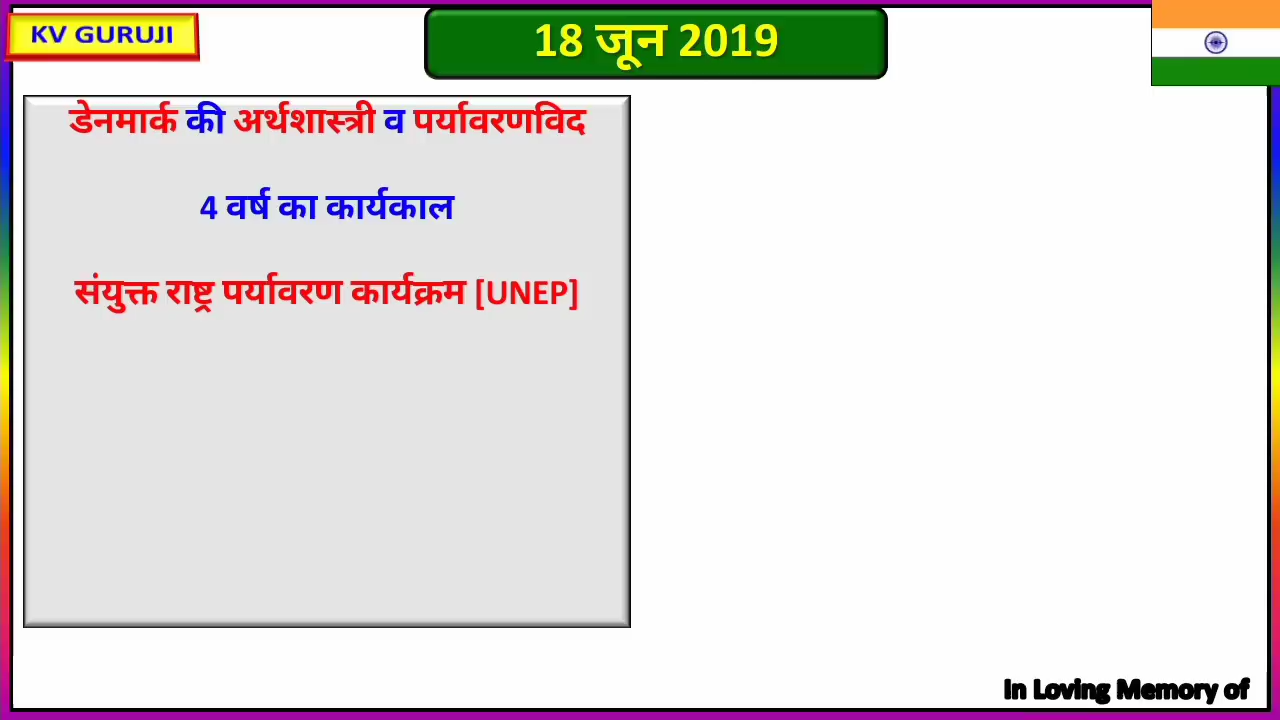 KV GURUJI
18 जून 2019
डेनमार्क की अर्थशास्त्री व पर्यावरणविद
4 वर्ष का कार्यकाल
संयुक्त राष्ट्र पर्यावरण कार्यक्रम [UNEP]
In Loving Memory of